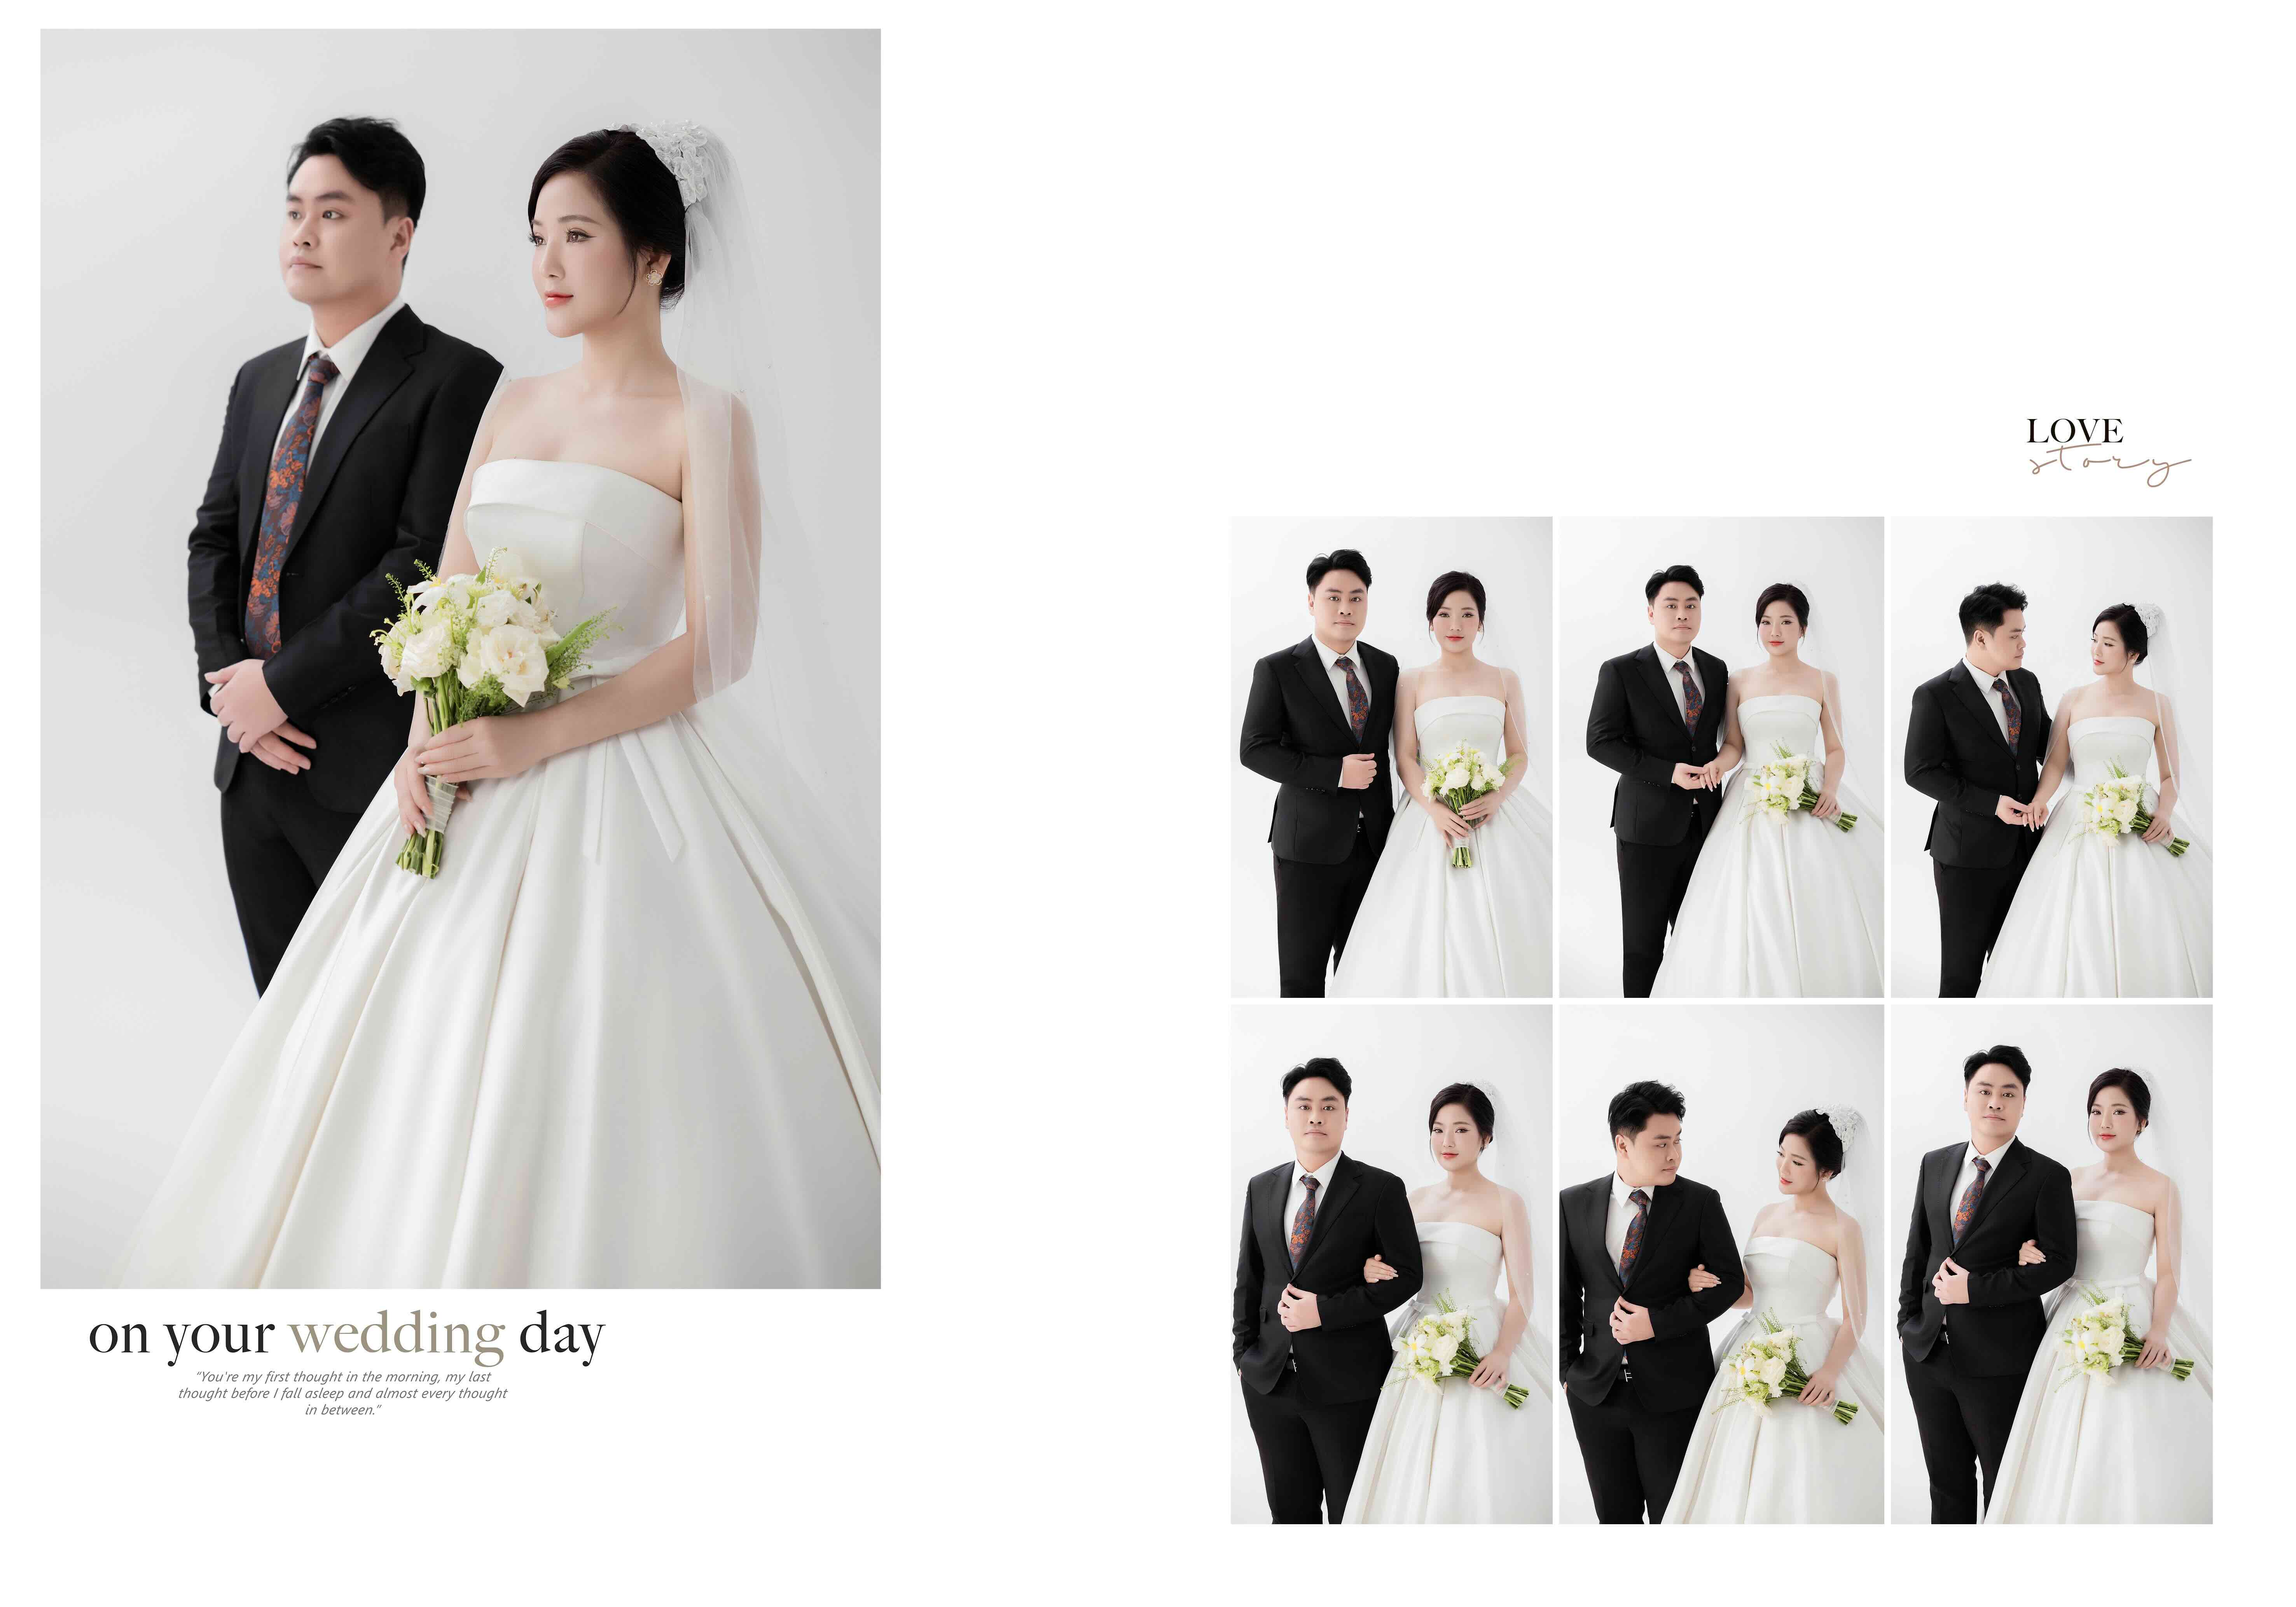 LOVE
story
on your wedding day
"You're my first thought in the morning, my last
thought before I fall asleep and almost every thought
in between."